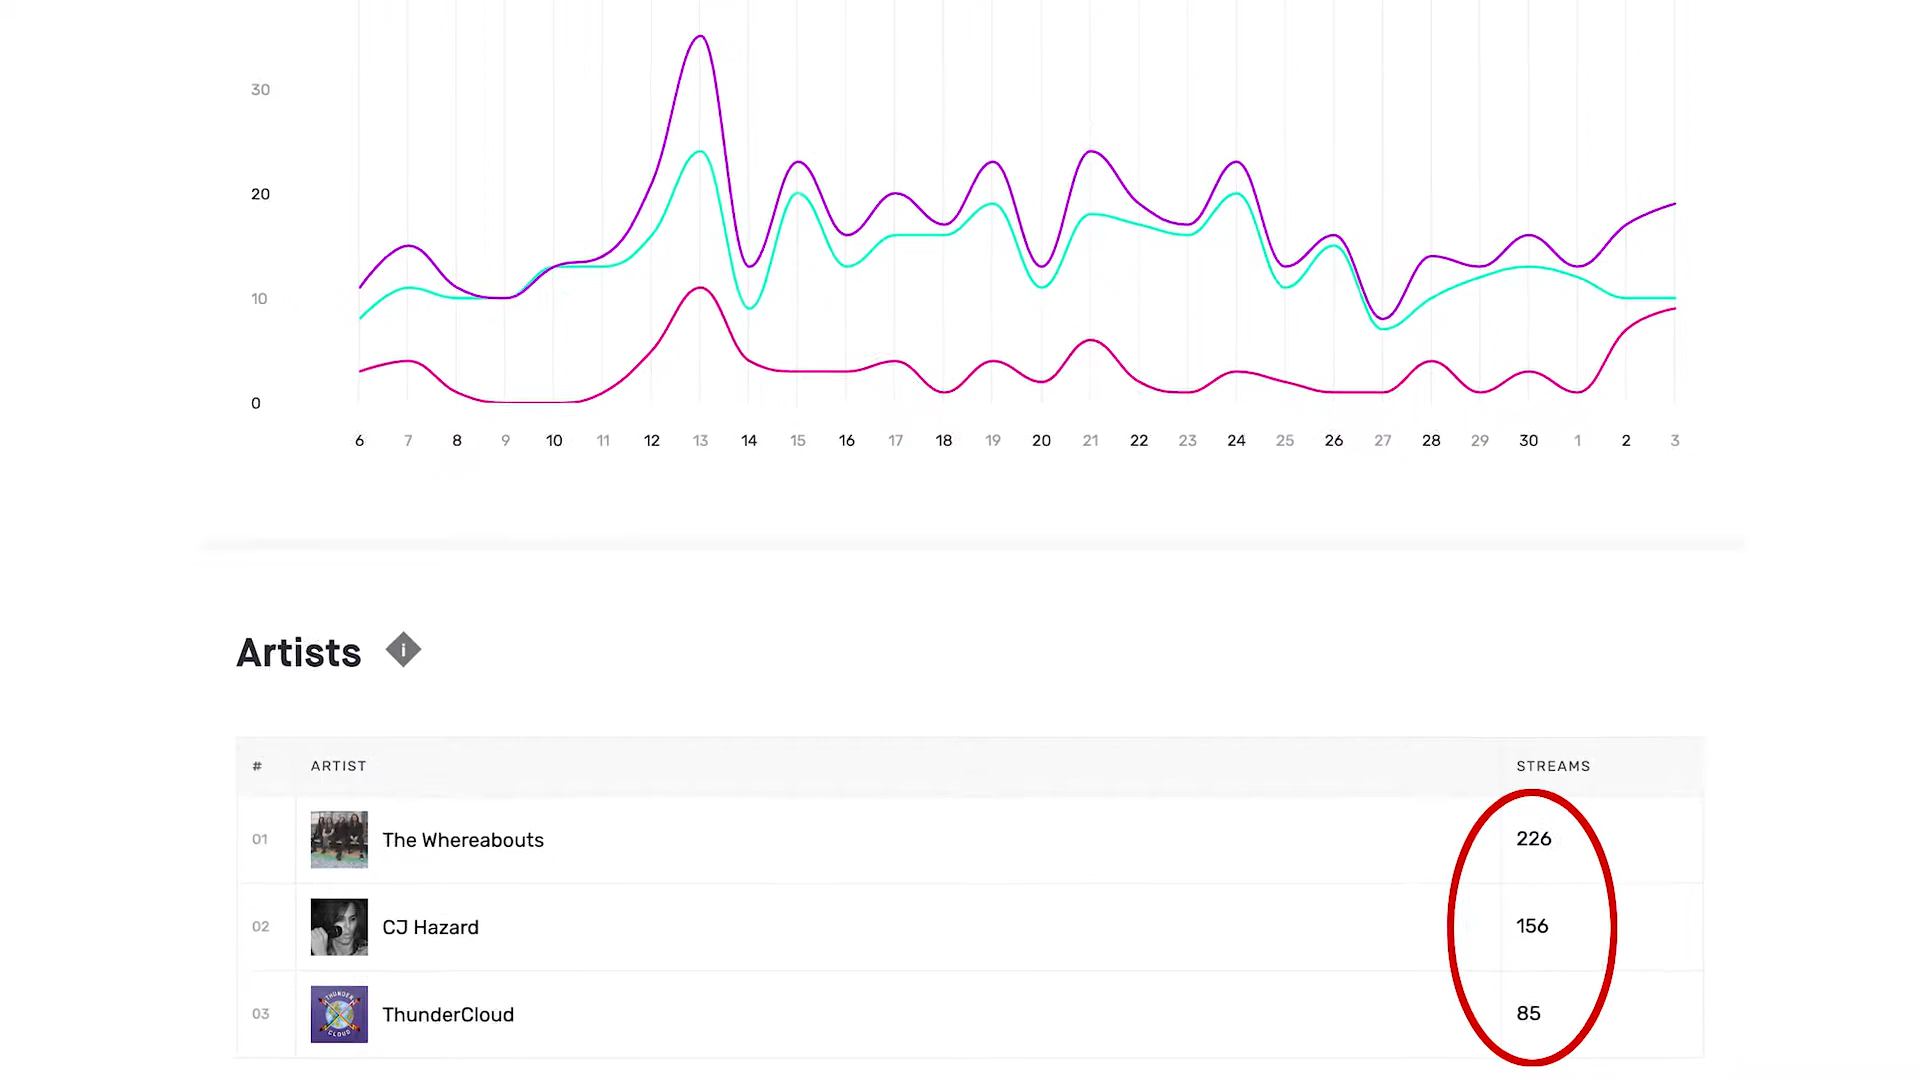 30
20
10
0
6 7 8 9 10 11 12 13 14 15 16 17 18 19 20 21 22 23 24 25 26 27 28 29 30 1 2 3
Artists i
# ARTIST STREAMS
01 The Whereabouts 226
02 CJ Hazard 156
THUNDER
03 ThunderCloud 85
CLOUD